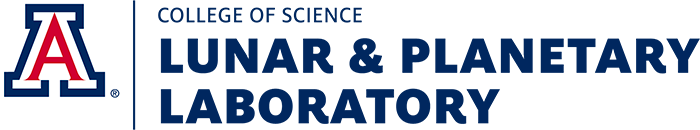 A®
COLLEGE OF SCIENCE
LUNAR & PLANETARY
LABORATORY